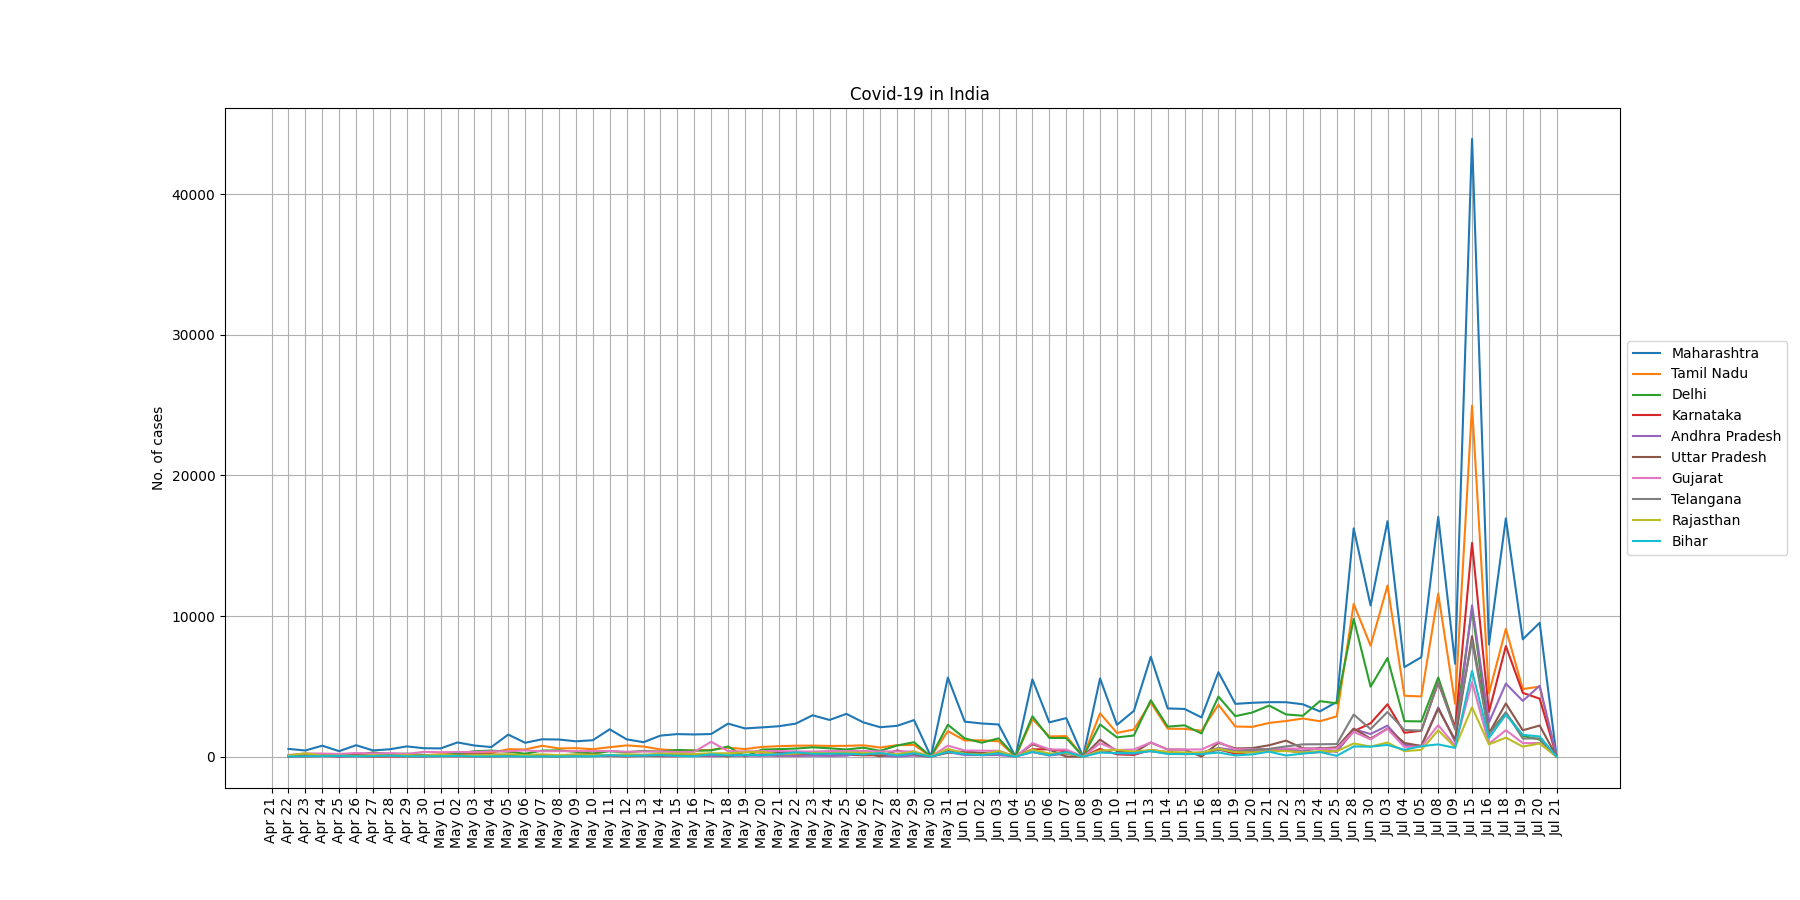 Covid-19 in India
No. of cases
40000
30000
20000
10000
0
Apr 21
Apr 22
Apr 23
Apr 24
Apr 25
Apr 26
Apr 27
Apr 28
Apr 29
Apr 30
May 01
May 02
May 03
May 04
May 05
May 06
May 07
May 08
May 09
May 10
May 11
May 12
May 13
May 14
May 15
May 16
May 17
May 18
May 19
May 20
May 21
May 22
May 23
May 24
May 25
May 26
May 27
May 28
May 29
May 30
May 31
Jun 01
Jun 02
Jun 03
Jun 04
Jun 05
Jun 06
Jun 07
Jun 08
Jun 09
Jun 10
Jun 11
Jun 13
Jun 14
Jun 15
Jun 16
Jun 18
Jun 19
Jun 20
Jun 21
Jun 22
Jun 23
Jun 24
Jun 25
Jun 28
Jun 30
Jul 03
Jul 04
Jul 05
Jul 08
Jul 09
Jul 15
Jul 16
Jul 18
Jul 19
Jul 20
Jul 21
Maharashtra
Tamil Nadu
Delhi
Karnataka
Andhra Pradesh
Uttar Pradesh
Gujarat
Telangana
Rajasthan
Bihar